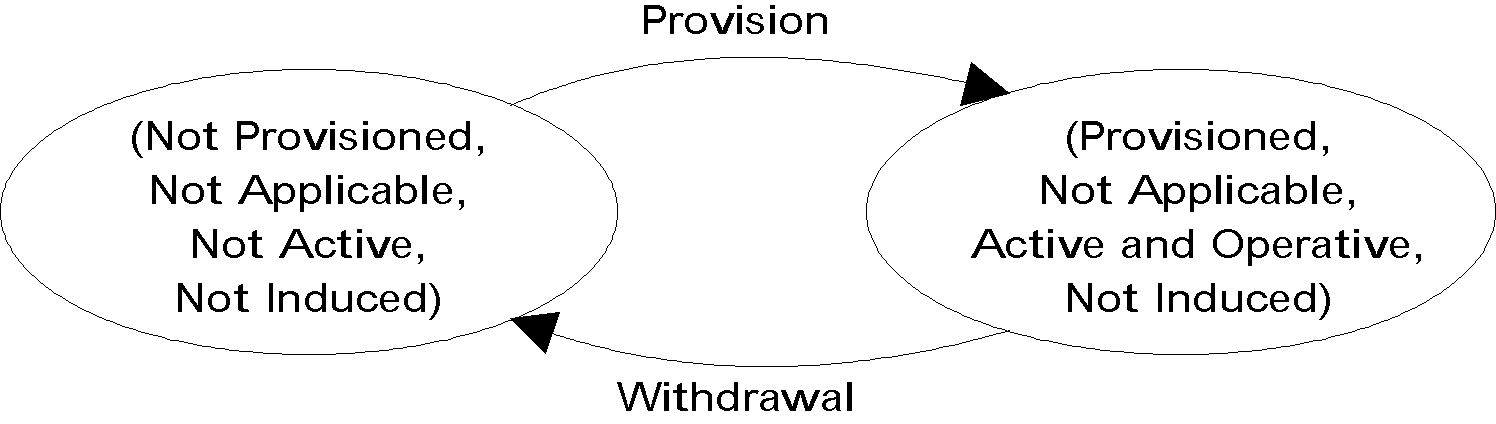 Provision
(Not Provisioned,
Not Applicable,
Not Active,
Not Induced)
(Provisioned,
Not Applicable,
Active and Operative,
Not Induced)
Withdrawal